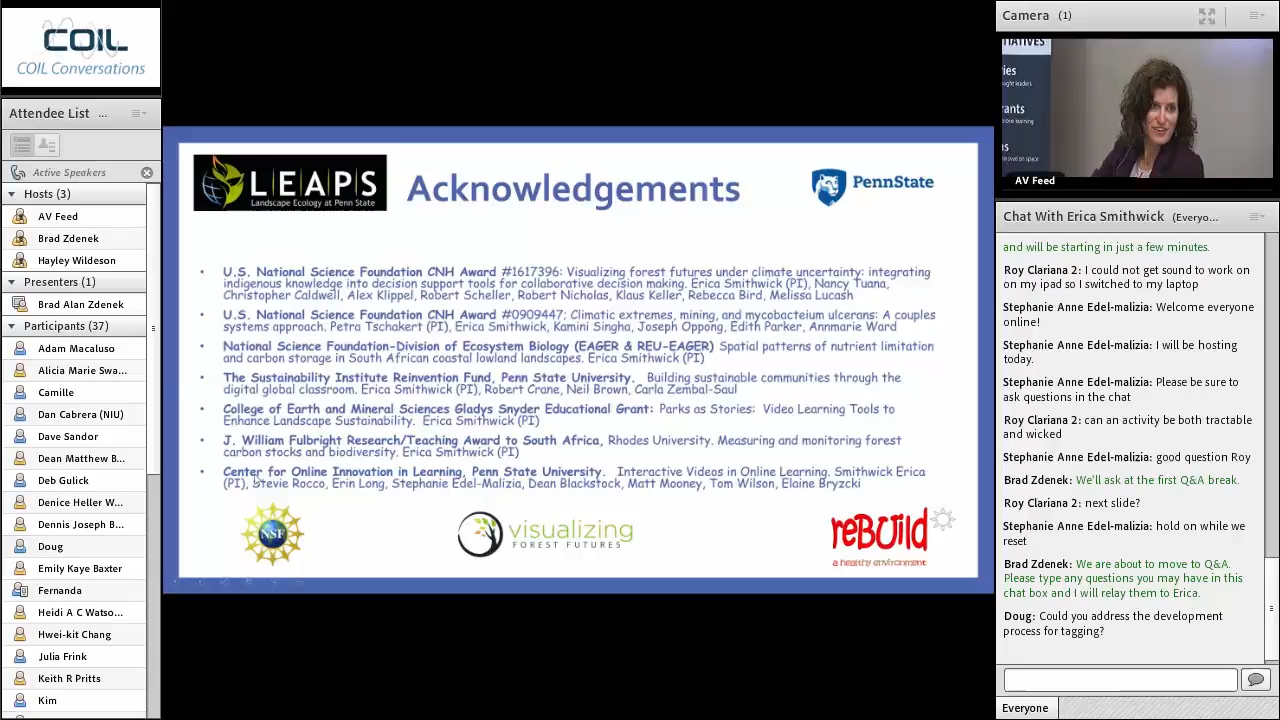 COIL
COIL Conversations
Attendee List ...
Active Speakers
Hosts (3)
AV Feed
Brad Zdenek
Hayley Wildeson
Presenters (1)
Brad Alan Zdenek
Participants (37)
Adam Macaluso
Alicia Marie Swa...
Camille
Dan Cabrera (NIU)
Dave Sandor
Dean Matthew B...
Deb Gulick
Denice Heller W...
Dennis Joseph B...
Doug
Emily Kaye Baxter
Fernanda
Heidi A C Watso...
Hwei-kit Chang
Julia Frink
Keith R Pritts
Kim
LEAPS
Landscape Ecology at Penn State
Acknowledgements
PennState
• U.S. National Science Foundation CNH Award #1617396: Visualizing forest futures under climate uncertainty: integrating
indigenous knowledge into decision support tools for collaborative decision making. Erica Smithwick (PI), Nancy Tuana,
Christopher Caldwell, Alex Klippel, Robert Scheller, Robert Nicholas, Klaus Keller, Rebecca Bird, Melissa Lucash
• U.S. National Science Foundation CNH Award #0909447; Climatic extremes, mining, and mycobacteium ulcerans: A couples
systems approach. Petra Tschakert (PI), Erica Smithwick, Kamini Singha, Joseph Oppong, Edith Parker, Annmarie Ward
• National Science Foundation-Division of Ecosystem Biology (EAGER & REU-EAGER) Spatial patterns of nutrient limitation
and carbon storage in South African coastal lowland landscapes. Erica Smithwick (PI)
• The Sustainability Institute Reinvention Fund, Penn State University. Building sustainable communities through the
digital global classroom. Erica Smithwick (PI), Robert Crane, Neil Brown, Carla Zembal-Saul
• College of Earth and Mineral Sciences Gladys Snyder Educational Grant: Parks as Stories: Video Learning Tools to
Enhance Landscape Sustainability. Erica Smithwick (PI)
• J. William Fulbright Research/Teaching Award to South Africa, Rhodes University. Measuring and monitoring forest
carbon stocks and biodiversity. Erica Smithwick (PI)
• Center for Online Innovation in Learning, Penn State University. Interactive Videos in Online Learning. Smithwick Erica
(PI), Stevie Rocco, Erin Long, Stephanie Edel-Malizia, Dean Blackstock, Matt Mooney, Tom Wilson, Elaine Bryzcki
NSF
visualizing
FOREST FUTURES
reBUild
a healthy environment
Camera (1)
AV Feed
Chat With Erica Smithwick (Everyo...
and will be starting in just a few minutes.
Roy Clariana 2: I could not get sound to work on
on my ipad so I switched to my laptop
Stephanie Anne Edel-malizia: Welcome everyone
online!
Stephanie Anne Edel-malizia: I will be hosting
today.
Stephanie Anne Edel-malizia: Please be sure to
ask questions in the chat
Roy Clariana 2: can an activity be both tractable
and wicked
Stephanie Anne Edel-malizia: good question Roy
Brad Zdenek: We'll ask at the first Q&A break.
Roy Clariana 2: next slide?
Stephanie Anne Edel-malizia: hold on while we
reset
Brad Zdenek: We are about to move to Q&A.
Please type any questions you may have in this
chat box and I will relay them to Erica.
Doug: Could you address the development
process for tagging?
Everyone